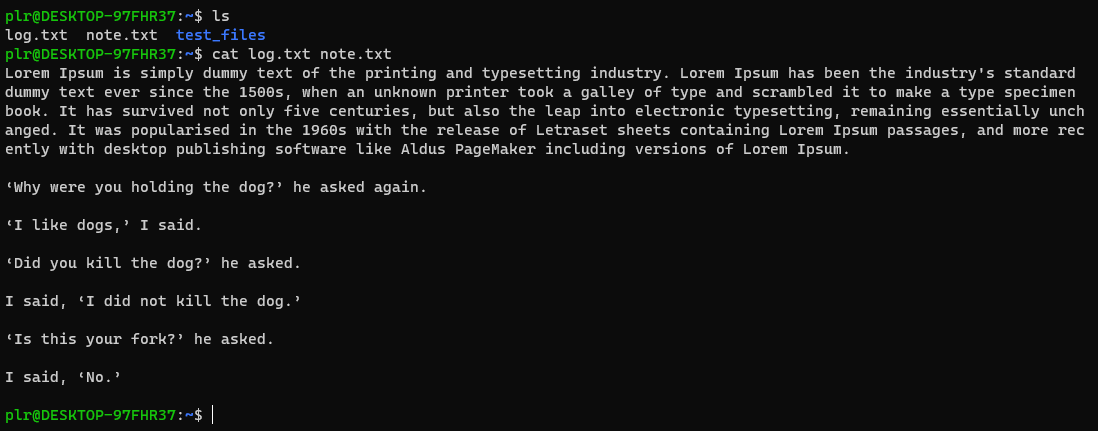 plr@DESKTOP-97FHR37:~$ ls
log.txt  note.txt  test_files
plr@DESKTOP-97FHR37:~$ cat log.txt note.txt
Lorem Ipsum is simply dummy text of the printing and typesetting industry. Lorem Ipsum has been the industry's standard
dummy text ever since the 1500s, when an unknown printer took a galley of type and scrambled it to make a type specimen
book. It has survived not only five centuries, but also the leap into electronic typesetting, remaining essentially unch
anged. It was popularised in the 1960s with the release of Letraset sheets containing Lorem Ipsum passages, and more rec
ently with desktop publishing software like Aldus PageMaker including versions of Lorem Ipsum.
‘Why were you holding the dog?’ he asked again.
‘I like dogs,’ I said.
‘Did you kill the dog?’ he asked.
I said, ‘I did not kill the dog.’
‘Is this your fork?’ he asked.
I said, ‘No.’
plr@DESKTOP-97FHR37:~$